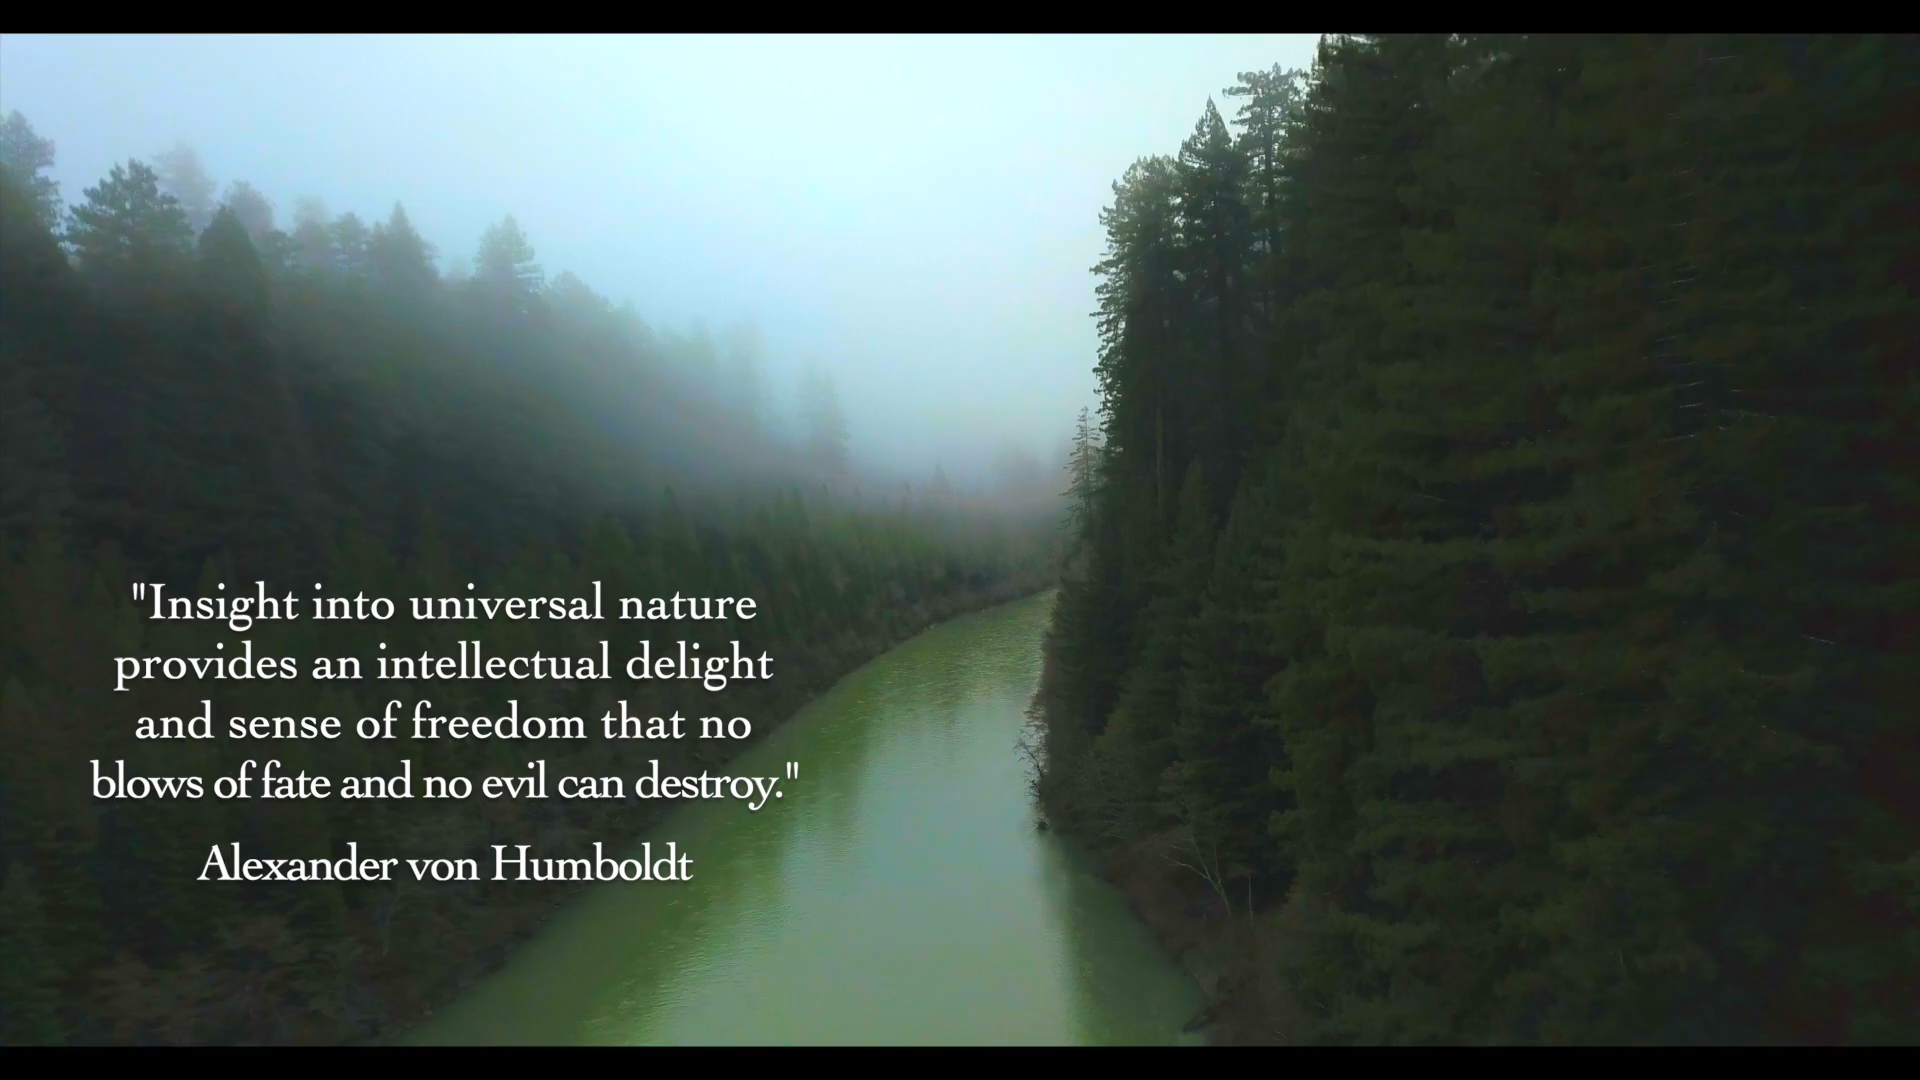 "Insight into universal nature
provides an intellectual delight
and sense of freedom that no
blows of fate and no evil can destroy."
Alexander von Humboldt